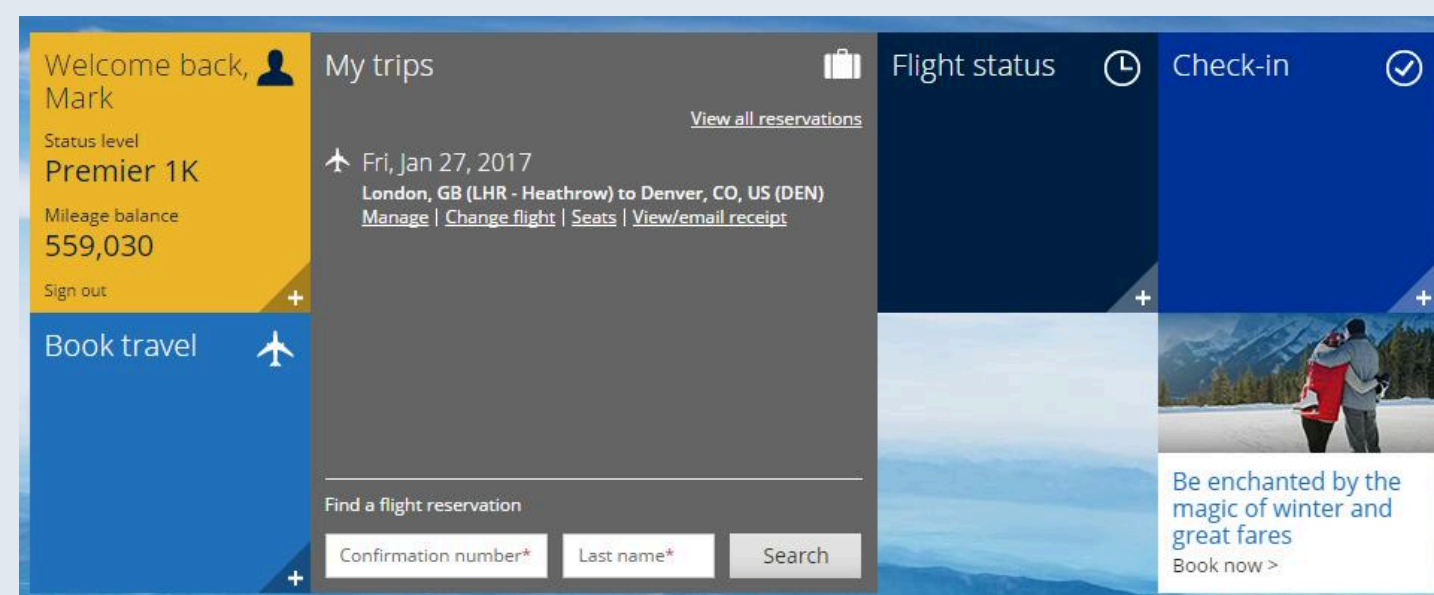 Welcome back,
Mark
Status level
Premier 1K
Mileage balance
559,030
Sign out
Book travel
My trips
View all reservations
Fri, Jan 27, 2017
London, GB (LHR - Heathrow) to Denver, CO, US (DEN)
Manage | Change flight | Seats | View/email receipt
Find a flight reservation
Confirmation number* Last name* Search
Flight status
Check-in
Be enchanted by the
magic of winter and
great fares
Book now >